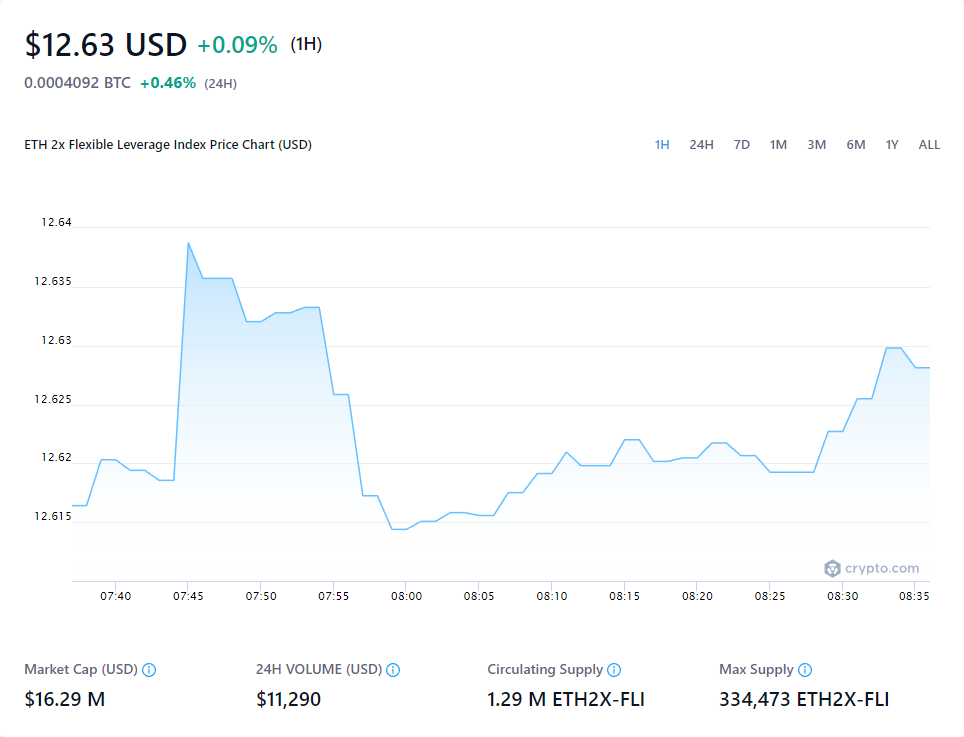 $12.63 USD +0.09% (1H)
0.0004092 BTC +0.46% (24H)
ETH 2x Flexible Leverage Index Price Chart (USD) 1H 24H 7D 1M 3M 6M 1Y ALL
12.64
12.635
12.63
12.625
12.62
12.615
crypto.com
07:40 07:45 07:50 07:55 08:00 08:05 08:10 08:15 08:20 08:25 08:30 08:35
Market Cap (USD) 24H VOLUME (USD) Circulating Supply Max Supply
$16.29 M $11,290 1.29 M ETH2X-FLI 334,473 ETH2X-FLI